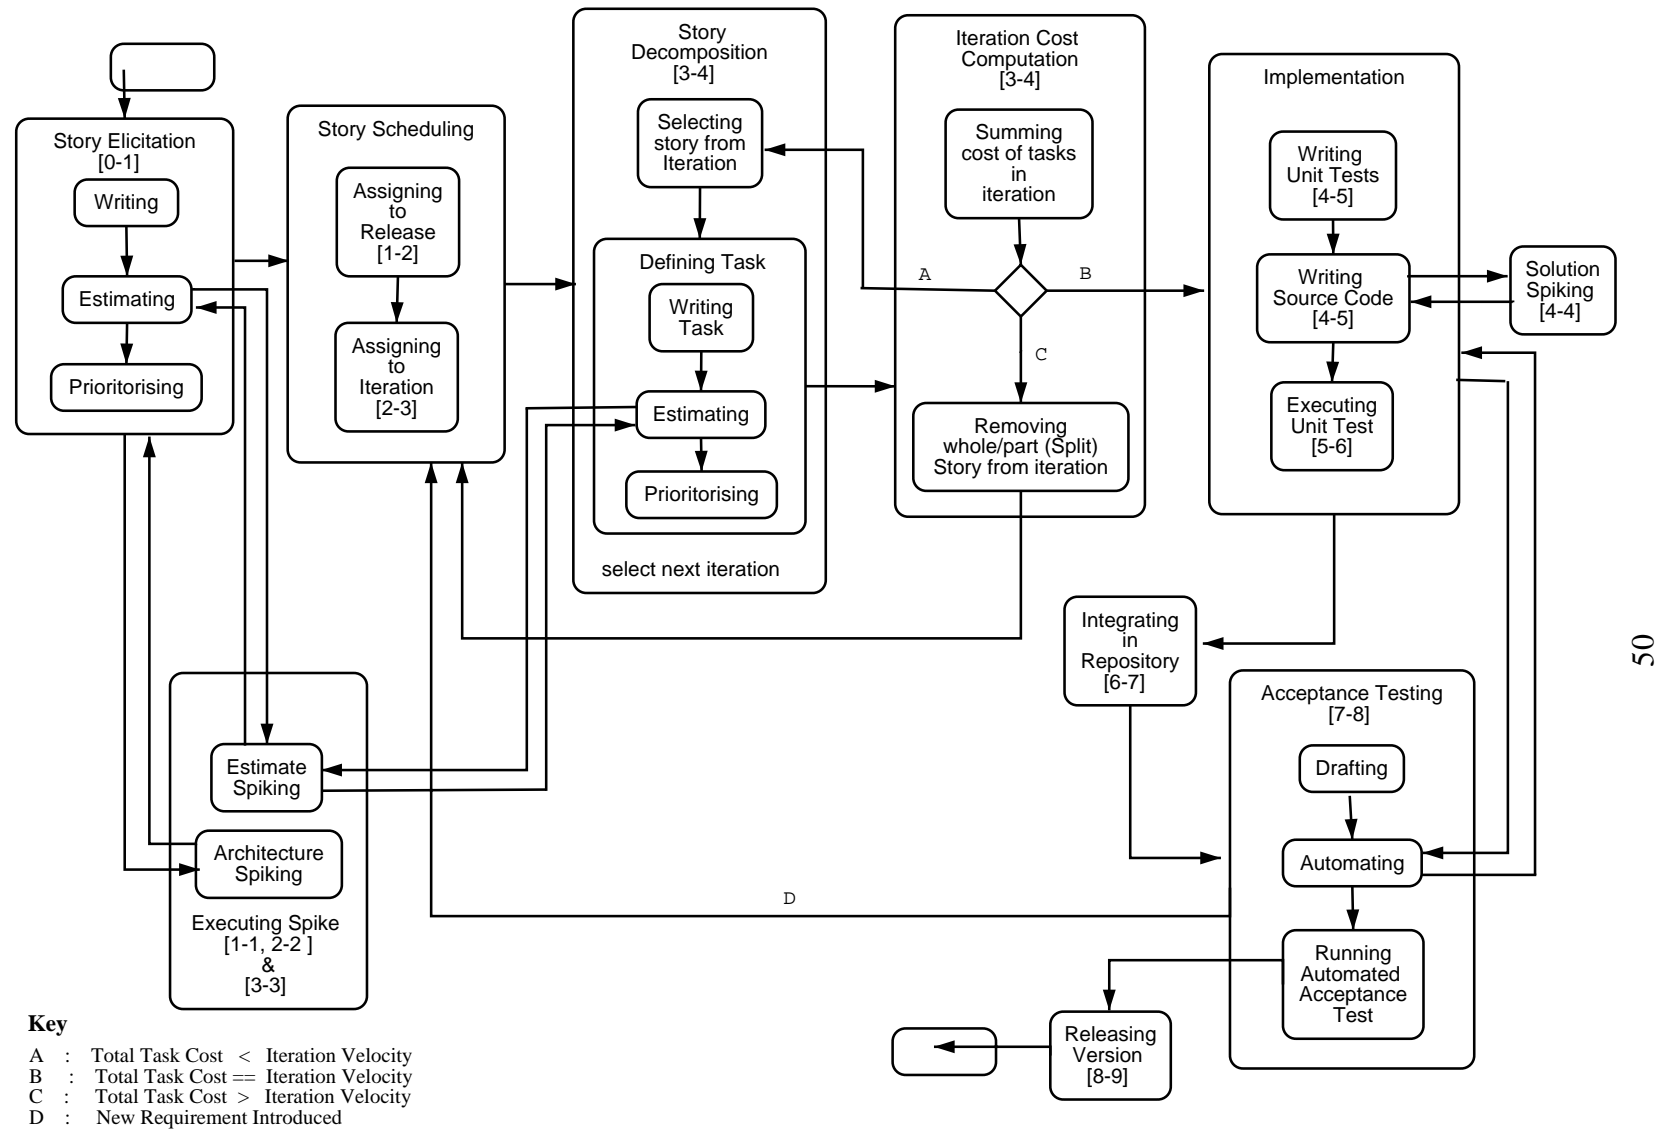 Story Elicitation
[0-1]
Writing
Estimating
Prioritorising
Story Scheduling
Assigning
to
Release
[1-2]
Assigning
to
Iteration
[2-3]
Story
Decomposition
[3-4]
Selecting
story from
Iteration
Defining Task
Writing
Task
Estimating
Prioritorising
select next iteration
Iteration Cost
Computation
[3-4]
Summing
cost of tasks
in
iteration
A
B
C
Removing
whole/part (Split)
Story from iteration
Implementation
Writing
Unit Tests
[4-5]
Writing
Source Code
[4-5]
Executing
Unit Test
[5-6]
Solution
Spiking
[4-4]
Integrating
in
Repository
[6-7]
Acceptance Testing
[7-8]
Drafting
Automating
Running
Automated
Acceptance
Test
Releasing
Version
[8-9]
D
Estimate
Spiking
Architecture
Spiking
Executing Spike
[1-1, 2-2 ]
&
[3-3]
Key
A : Total Task Cost < Iteration Velocity
B : Total Task Cost == Iteration Velocity
C : Total Task Cost > Iteration Velocity
D : New Requirement Introduced
50